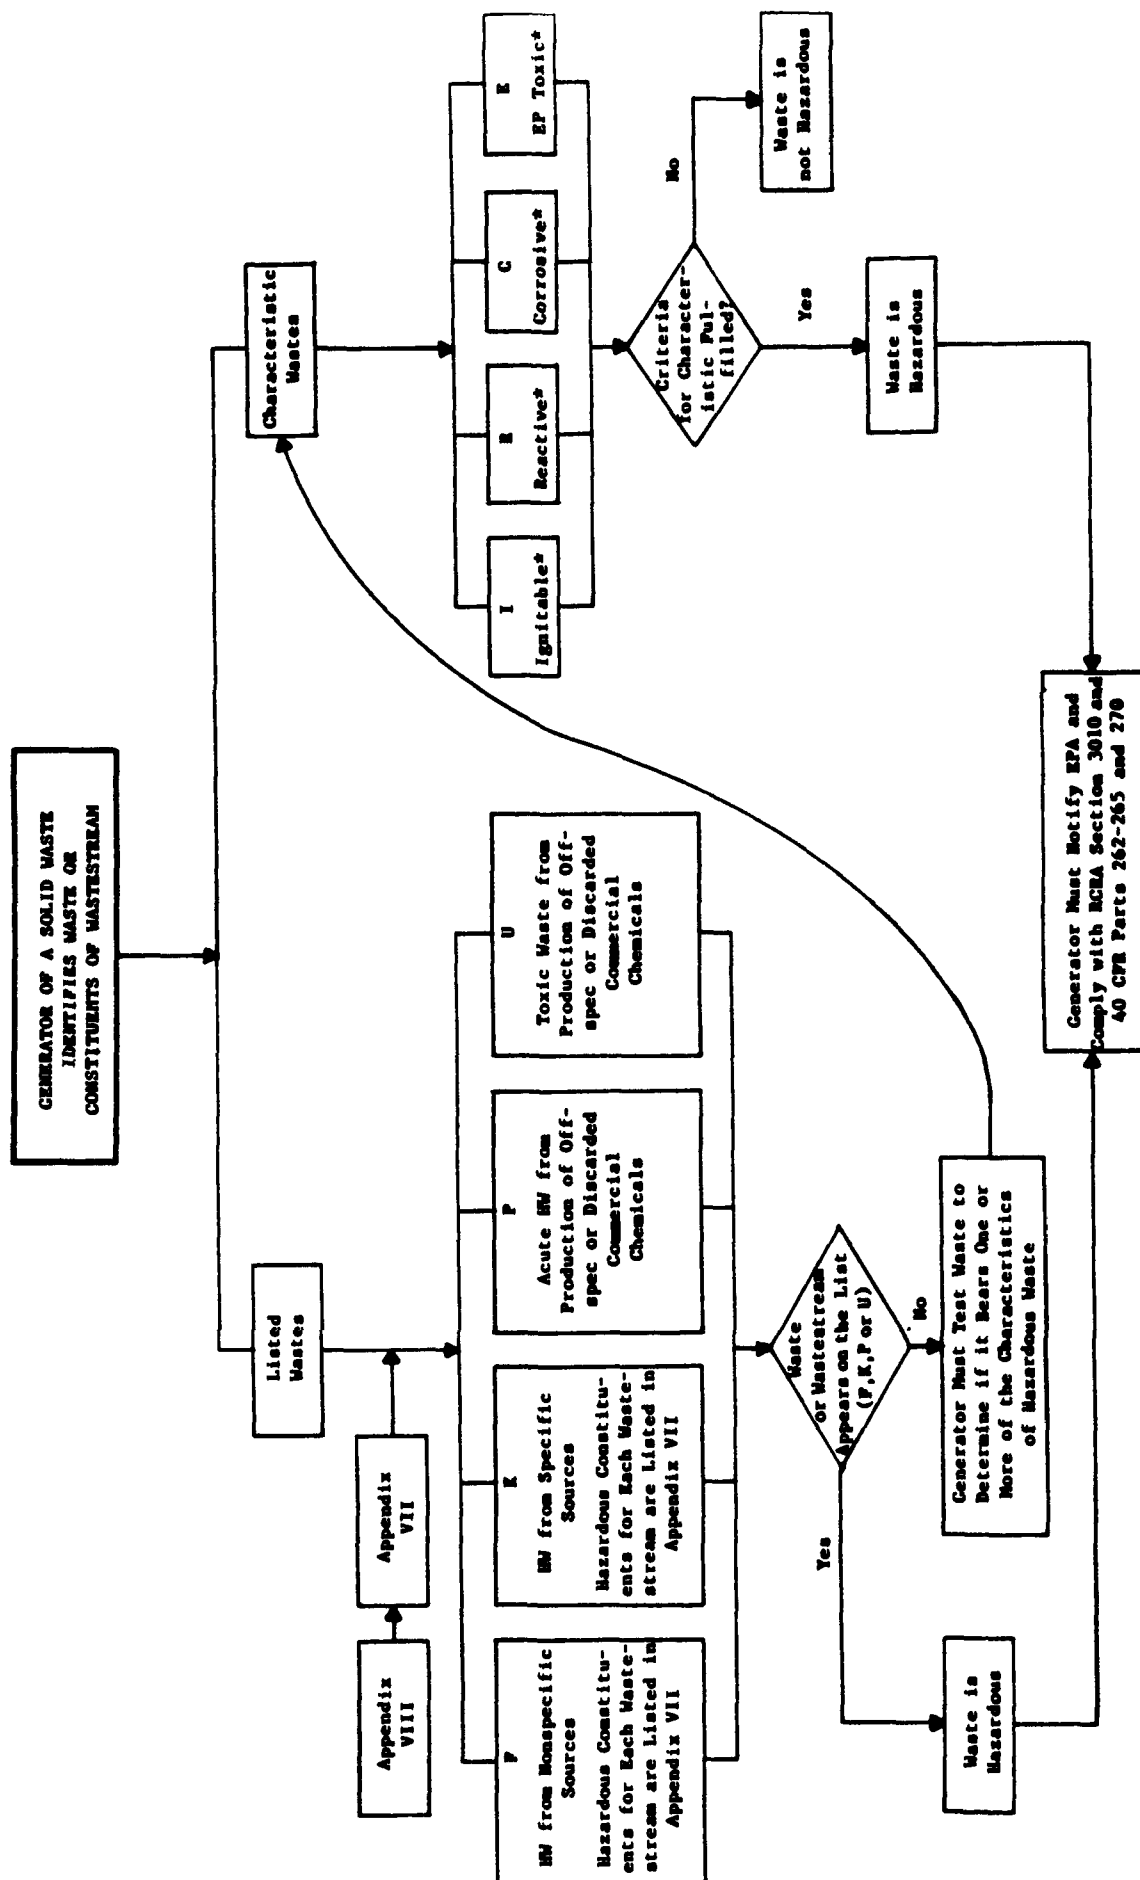 GENERATOR OF A SOLID WASTE
IDENTIFIES WASTE OR
CONSTITUENTS OF WASTESTREAM
Listed
Wastes
Characteristic
Wastes
Appendix
VIII
Appendix
VII
F
HW from Nonspecific
Sources
Hazardous Constitu-
ents for Each Waste-
stream are Listed in
Appendix VII
K
HW from Specific
Sources
Hazardous Constitu-
ents for Each Waste-
stream are Listed in
Appendix VII
P
Acute HW from
Production of Off-
spec or Discarded
Commercial
Chemicals
U
Toxic Waste from
Production of Off-
spec or Discarded
Commercial
Chemicals
I
Ignitable*
R
Reactive*
C
Corrosive*
E
EP Toxic*
Waste
or Wastestream
Appears on the List
(F,K,P or U)
Yes
No
Criteria
for Character-
istic Ful-
filled?
No
Yes
Waste is
not Hazardous
Waste is
Hazardous
Generator Must Test Waste to
Determine if it Bears One or
More of the Characteristics
of Hazardous Waste
Waste is
Hazardous
Generator Must Notify EPA and
Comply with RCRA Section 3010 and
40 CFR Parts 262-265 and 270